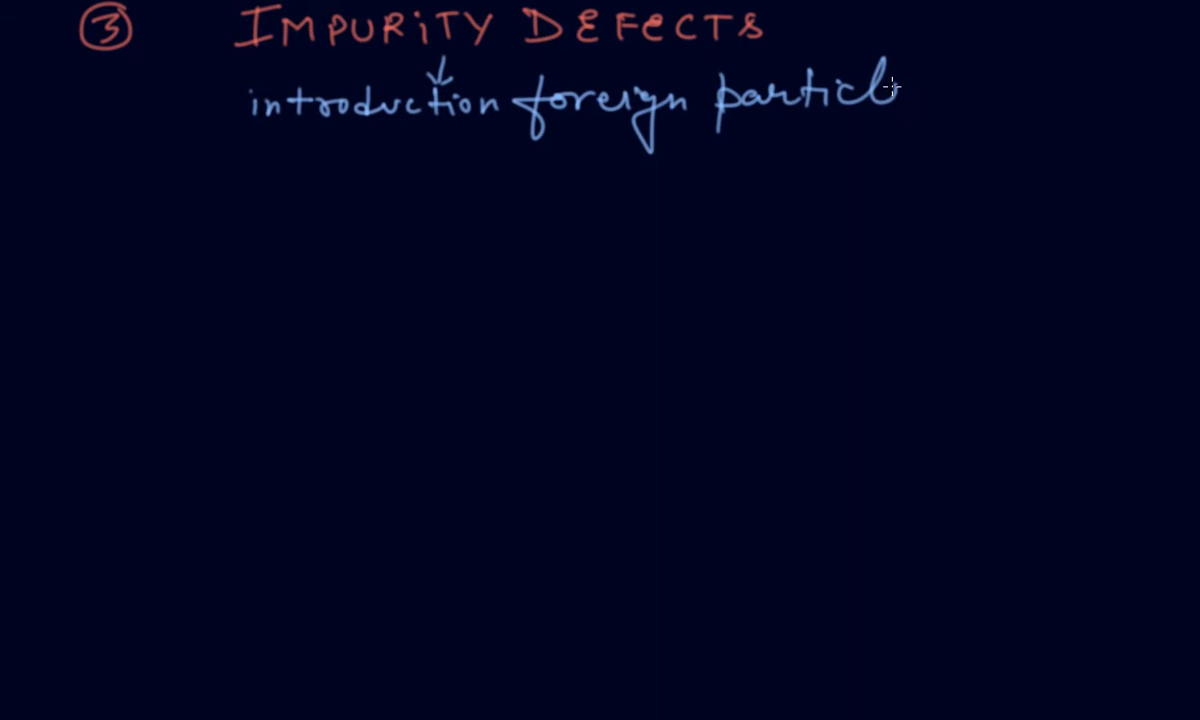 ③ IMPURITY DEFECTS
↓
introduction foreign particl